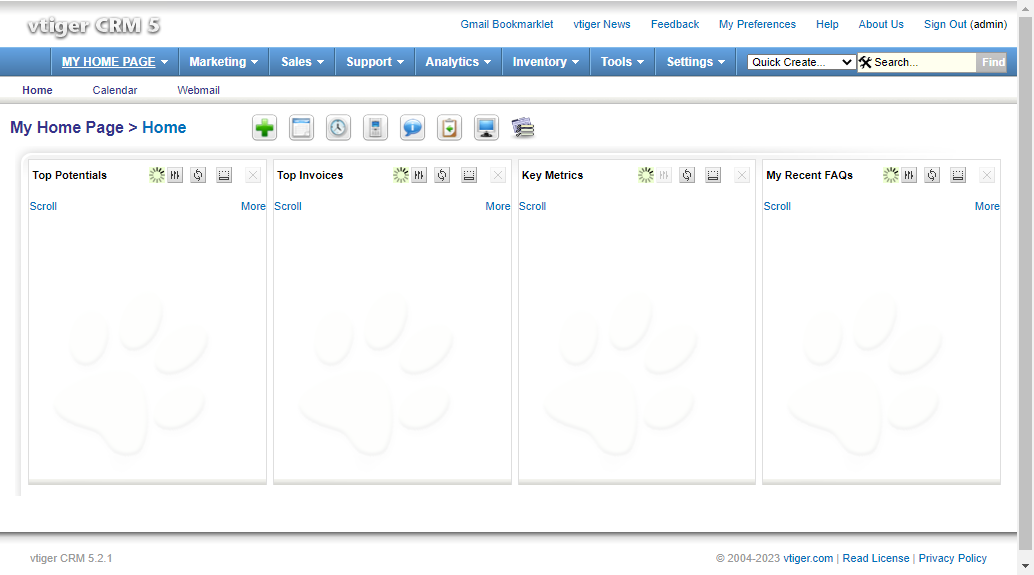 vtiger CRM 5
Gmail Bookmarklet vtiger News Feedback My Preferences Help About Us Sign Out (admin)
MY HOME PAGE Marketing Sales Support Analytics Inventory Tools Settings Quick Create... Search... Find
Home Calendar Webmail
My Home Page > Home
Top Potentials Top Invoices Key Metrics My Recent FAQs
Scroll More Scroll More Scroll Scroll More
vtiger CRM 5.2.1 © 2004-2023 vtiger.com | Read License | Privacy Policy